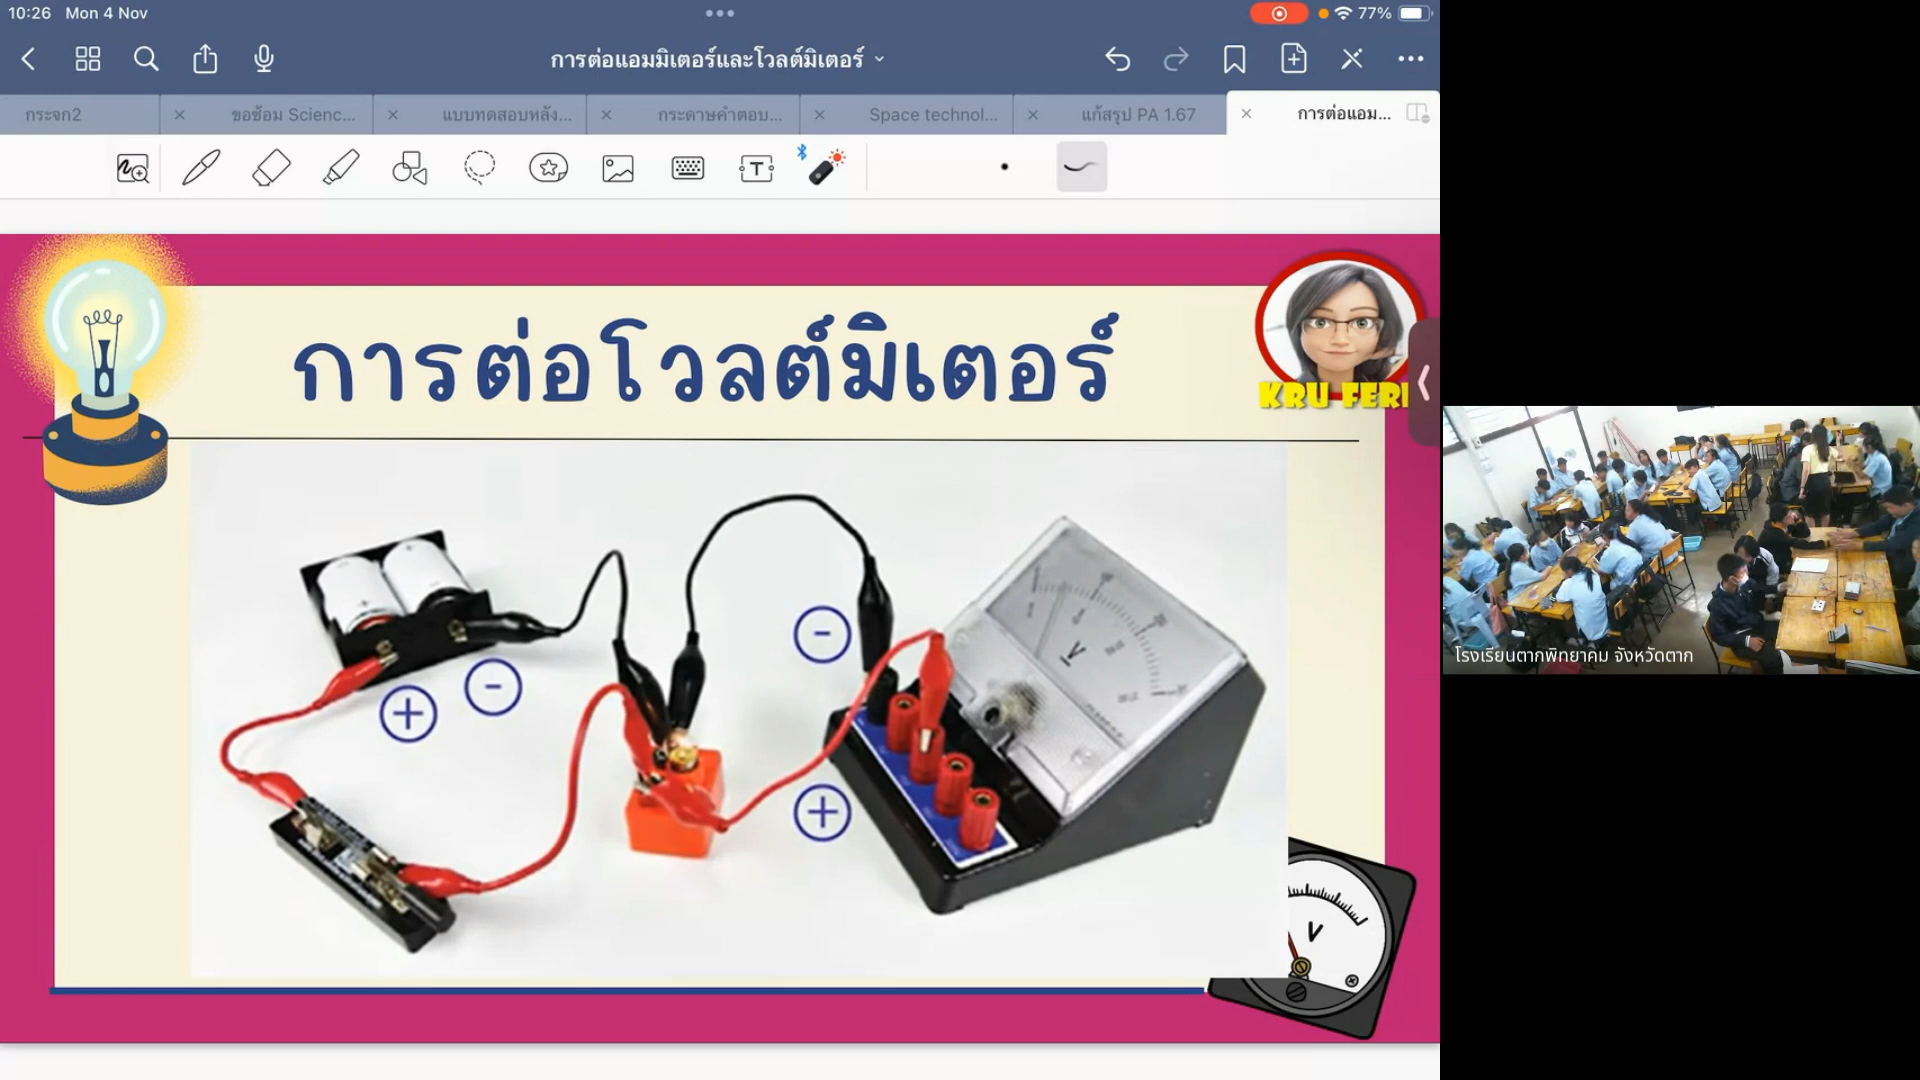 10:26 Mon 4 Nov
77%
การต่อแอมมิเตอร์และโวลต์มิเตอร์
กระจก2
ขอซ้อม Scienc...
แบบทดสอบหลัง...
กระดาษคำตอบ...
Space technol...
แก้สรุป PA 1.67
การต่อแอม...
T
การต่อโวลต์มิเตอร์
KRU FER
-
+
-
+
V
V
โรงเรียนตากพิทยาคม จังหวัดตาก